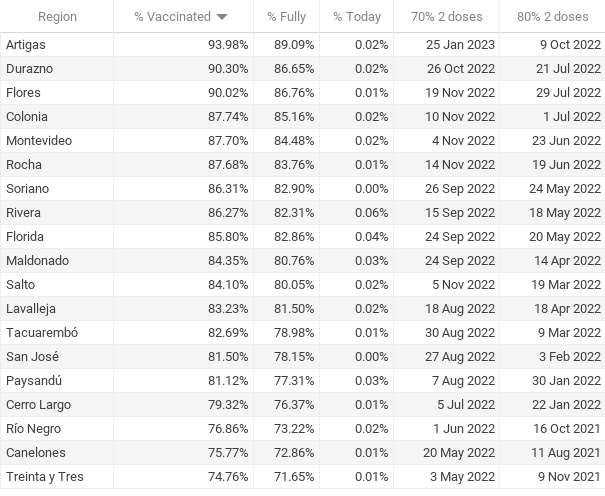 Region % Vaccinated % Fully % Today 70% 2 doses 80% 2 doses
Artigas 93.98% 89.09% 0.02% 25 Jan 2023 9 Oct 2022
Durazno 90.30% 86.65% 0.02% 26 Oct 2022 21 Jul 2022
Flores 90.02% 86.76% 0.01% 19 Nov 2022 29 Jul 2022
Colonia 87.74% 85.16% 0.02% 10 Nov 2022 1 Jul 2022
Montevideo 87.70% 84.48% 0.02% 4 Nov 2022 23 Jun 2022
Rocha 87.68% 83.76% 0.01% 14 Nov 2022 19 Jun 2022
Soriano 86.31% 82.90% 0.00% 26 Sep 2022 24 May 2022
Rivera 86.27% 82.31% 0.06% 15 Sep 2022 18 May 2022
Florida 85.80% 82.86% 0.04% 24 Sep 2022 20 May 2022
Maldonado 84.35% 80.76% 0.03% 24 Sep 2022 14 Apr 2022
Salto 84.10% 80.05% 0.02% 5 Nov 2022 19 Mar 2022
Lavalleja 83.23% 81.50% 0.02% 18 Aug 2022 18 Apr 2022
Tacuarembó 82.69% 78.98% 0.01% 30 Aug 2022 9 Mar 2022
San José 81.50% 78.15% 0.00% 27 Aug 2022 3 Feb 2022
Paysandú 81.12% 77.31% 0.03% 7 Aug 2022 30 Jan 2022
Cerro Largo 79.32% 76.37% 0.01% 5 Jul 2022 22 Jan 2022
Río Negro 76.86% 73.22% 0.02% 1 Jun 2022 16 Oct 2021
Canelones 75.77% 72.86% 0.01% 20 May 2022 11 Aug 2021
Treinta y Tres 74.76% 71.65% 0.01% 3 May 2022 9 Nov 2021